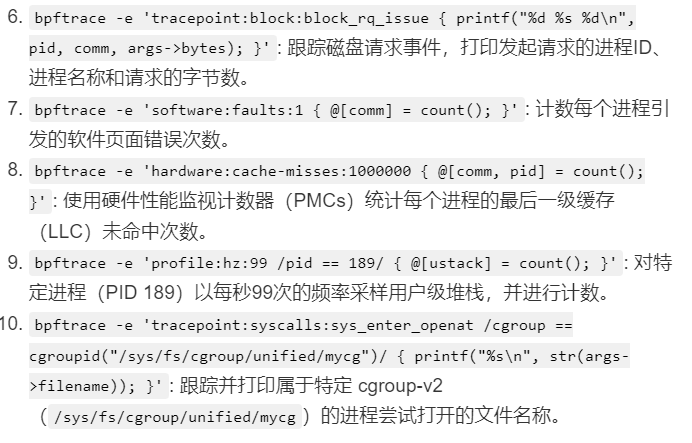 6. bpftrace -e 'tracepoint:block:block_rq_issue { printf("%d %s %d\n",
pid, comm, args->bytes); }': 跟踪磁盘请求事件，打印发起请求的进程ID、
进程名称和请求的字节数。
7. bpftrace -e 'software:faults:1 { @[comm] = count(); }': 计数每个进程引
发的软件页面错误次数。
8. bpftrace -e 'hardware:cache-misses:1000000 { @[comm, pid] = count();
}': 使用硬件性能监视计数器（PMCs）统计每个进程的最后一级缓存
（LLC）未命中次数。
9. bpftrace -e 'profile:hz:99 /pid == 189/ { @[ustack] = count(); }': 对特
定进程（PID 189）以每秒99次的频率采样用户级堆栈，并进行计数。
10. bpftrace -e 'tracepoint:syscalls:sys_enter_openat /cgroup ==
cgroupid("/sys/fs/cgroup/unified/mycg")/ { printf("%s\n", str(args-
>filename)); }': 跟踪并打印属于特定 cgroup-v2
（/sys/fs/cgroup/unified/mycg）的进程尝试打开的文件名称。